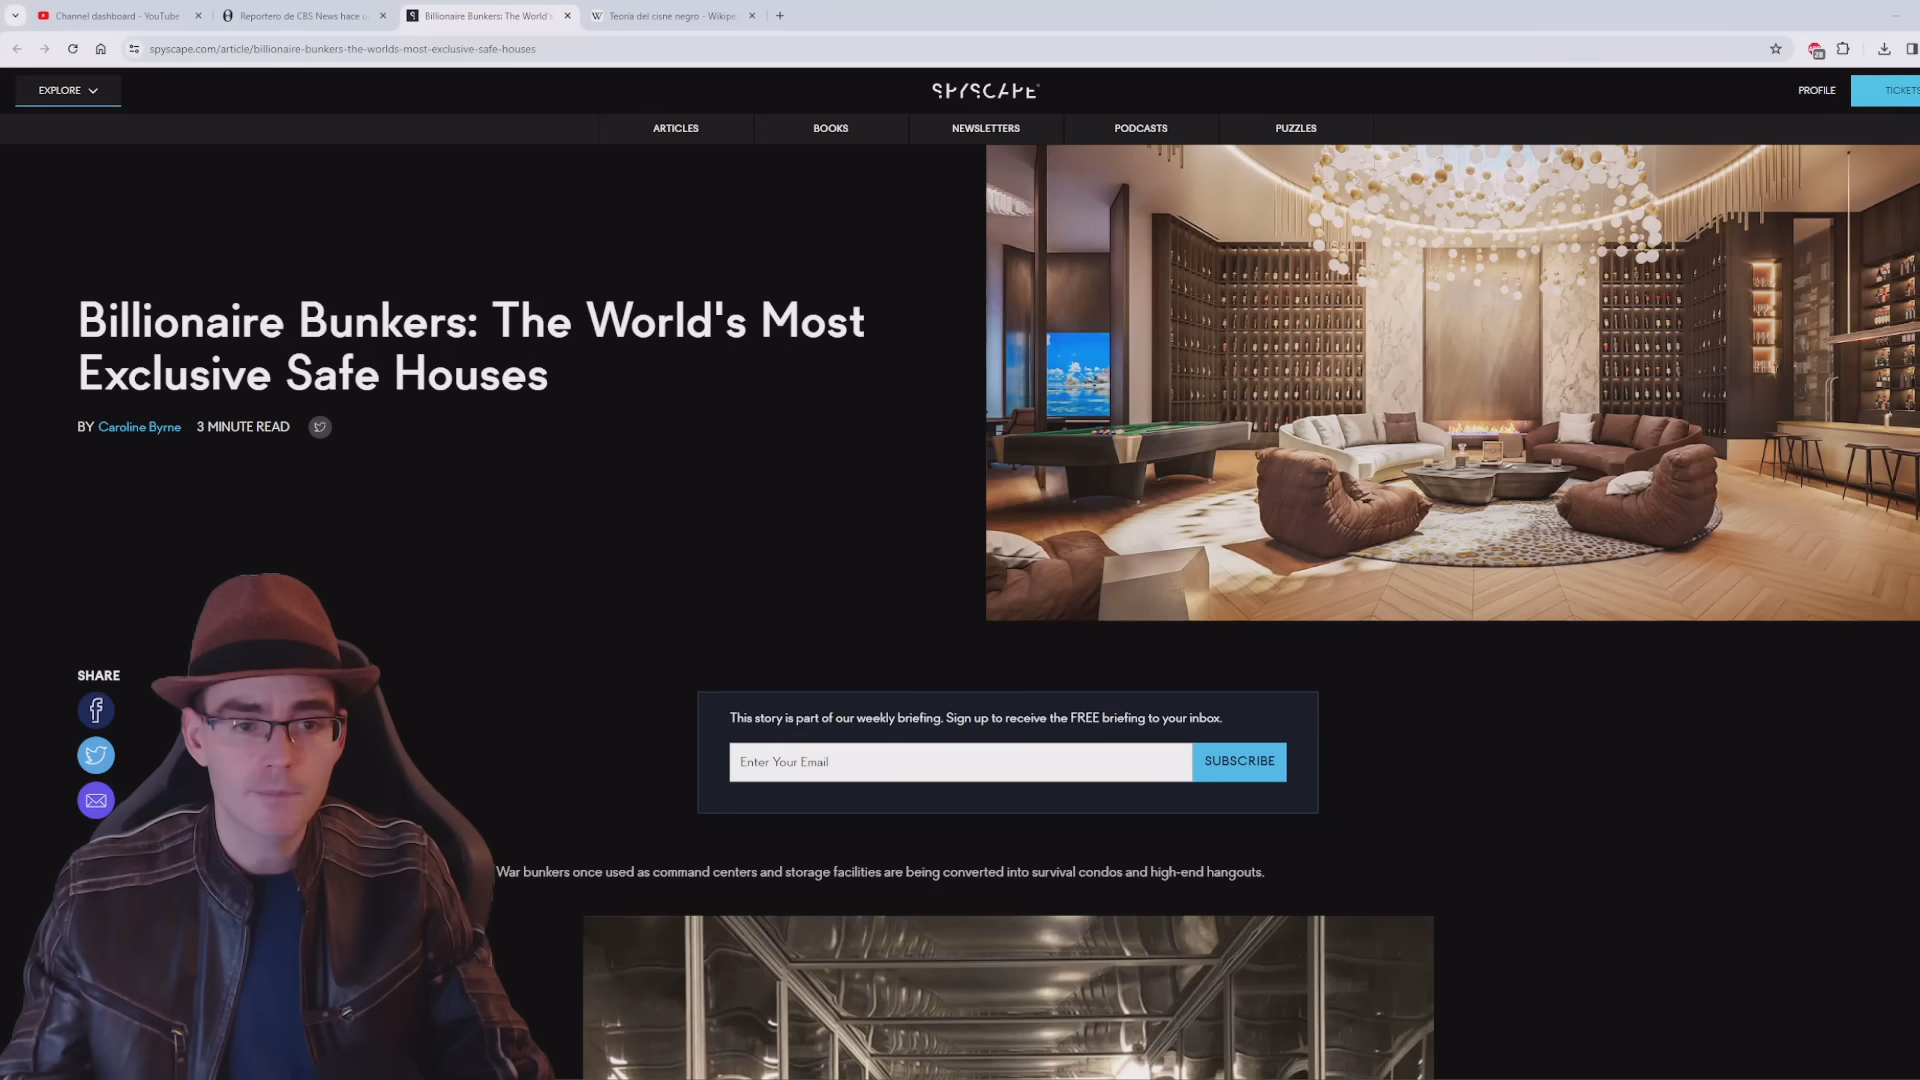 Channel dashboard - YouTube
Reportero de CBS News hace u
Billionaire Bunkers: The World's
Teoría del cisne negro - Wikipe
spyscape.com/article/billionaire-bunkers-the-worlds-most-exclusive-safe-houses
28
EXPLORE
SPYSCAPE
PROFILE
TICKETS
ARTICLES
BOOKS
NEWSLETTERS
PODCASTS
PUZZLES
Billionaire Bunkers: The World's Most
Exclusive Safe Houses
BY Caroline Byrne 3 MINUTE READ
SHARE
This story is part of our weekly briefing. Sign up to receive the FREE briefing to your inbox.
Enter Your Email
SUBSCRIBE
War bunkers once used as command centers and storage facilities are being converted into survival condos and high-end hangouts.